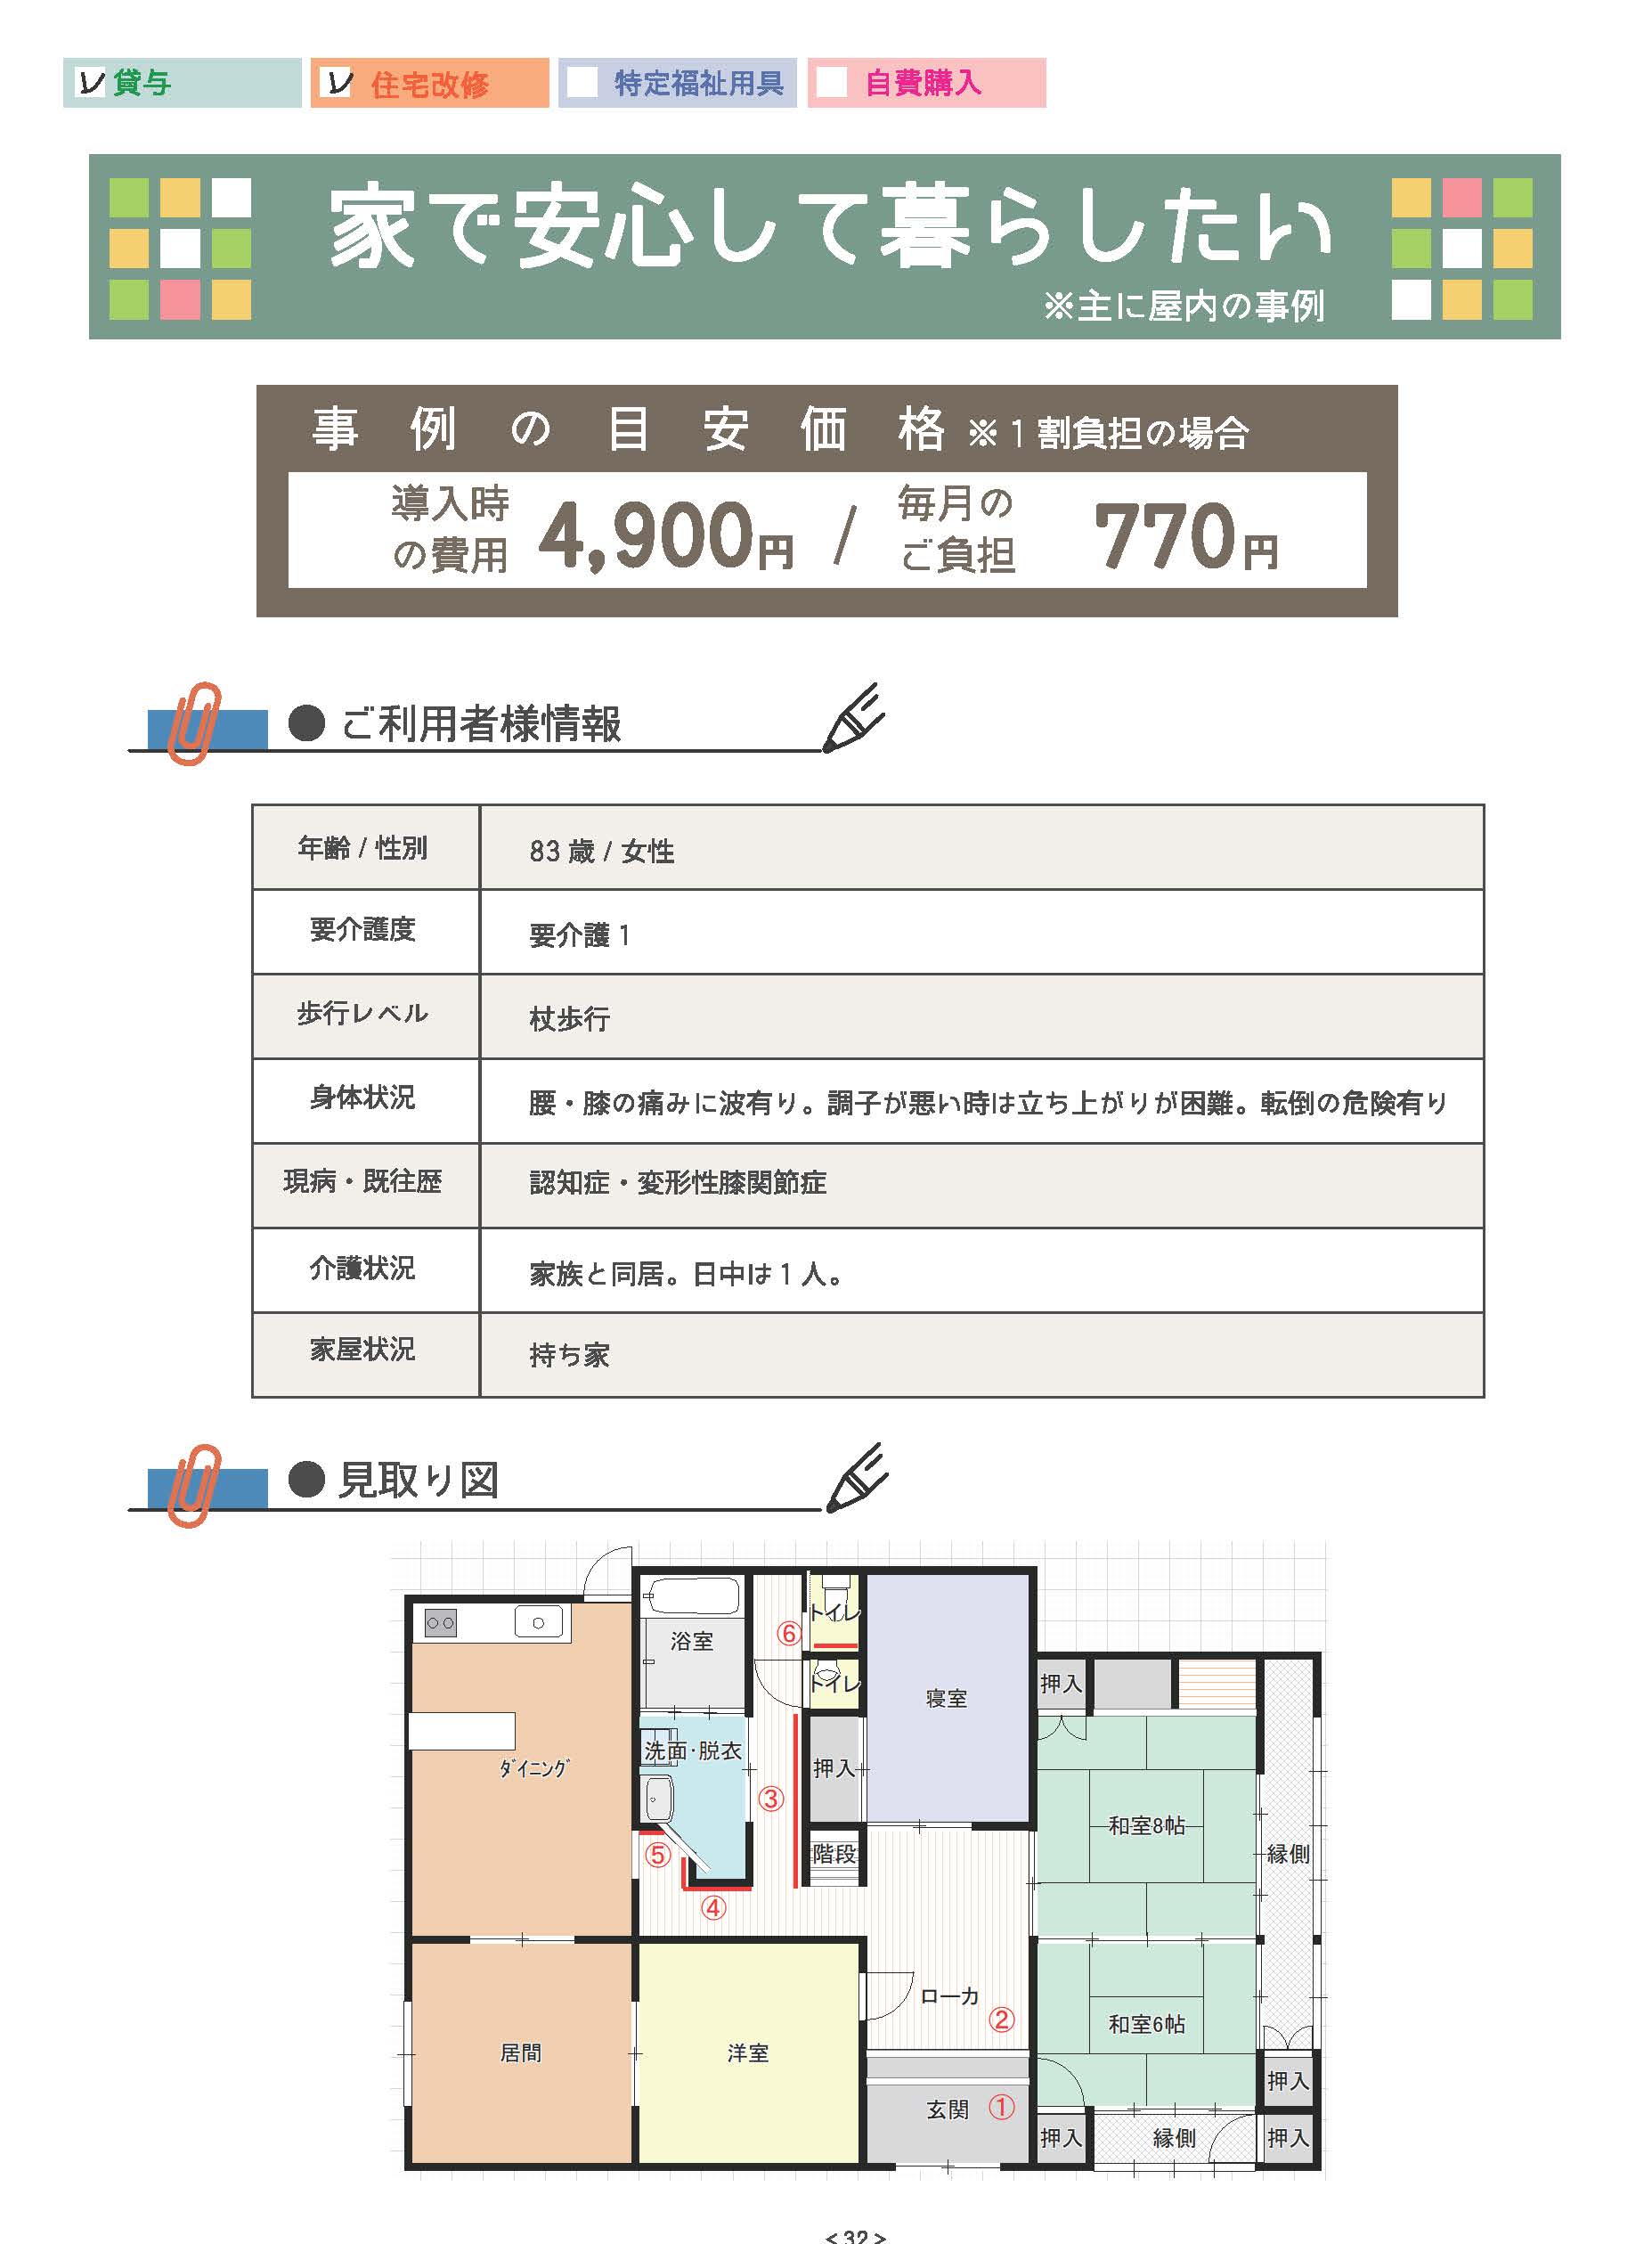 貸与 住宅改修 特定福祉用具 自費購入
家で安心して暮らしたい
※主に屋内の事例
事例の目安価格 ※1割負担の場合
導入時の費用 4,900円 / 毎月のご負担 770円
● ご利用者様情報
年齢 / 性別 83 歳 / 女性
要介護度 要介護 1
歩行レベル 杖歩行
身体状況 腰・膝の痛みに波有り。調子が悪い時は立ち上がりが困難。転倒の危険有り
現病・既往歴 認知症・変形性膝関節症
介護状況 家族と同居。日中は 1 人。
家屋状況 持ち家
● 見取り図
トイレ
⑥
浴室
トイレ
押入
寝室
洗面・脱衣
ﾀﾞｲﾆﾝｸﾞ
押入
③
和室8帖
⑤
階段
縁側
④
ローカ
②
和室6帖
居間
洋室
押入
玄関
①
押入
縁側
押入
<32>